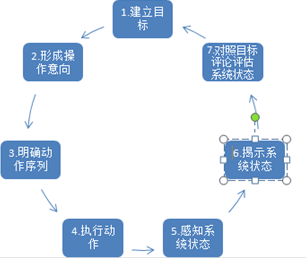 1.建立目
标
2.形成操
作意向
3.明确动
作序列
4.执行动
作
5.感知系
统状态
6.揭示系
统状态
7.对照目标
评论评估
系统状态